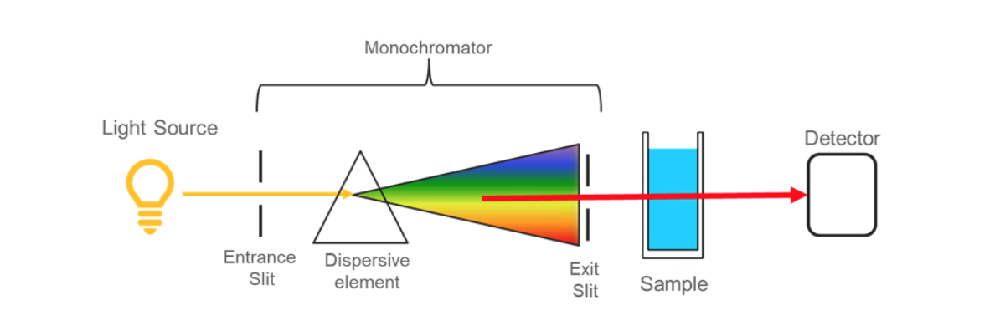 Monochromator
Light Source
Detector
Entrance
Slit
Dispersive
element
Exit
Slit
Sample